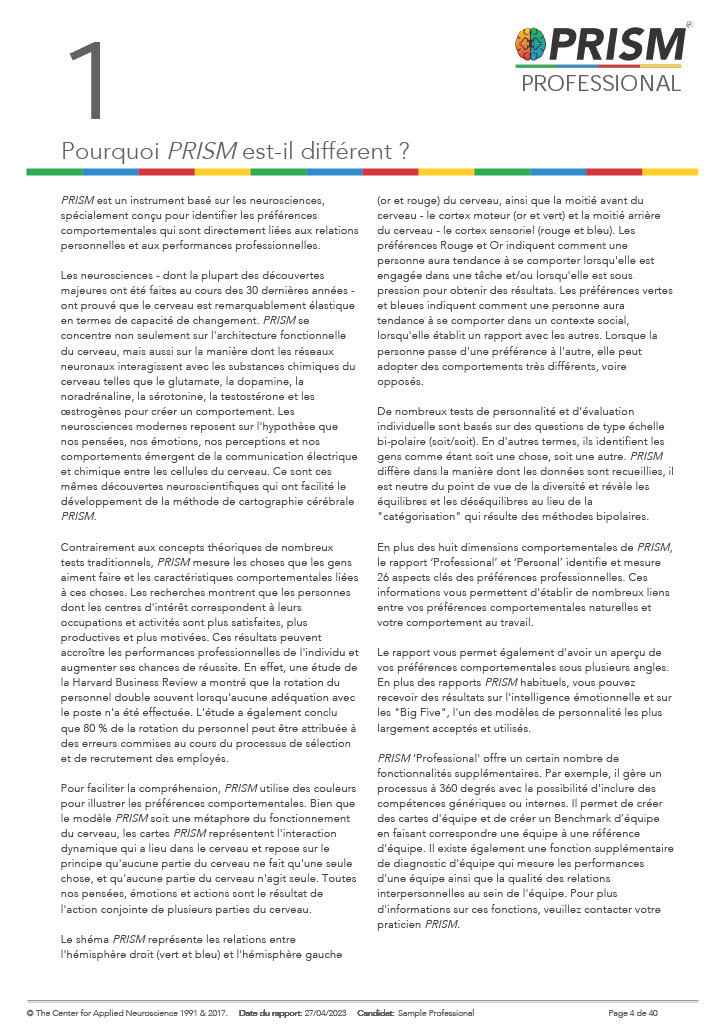 1
PRISM
PROFESSIONAL
Pourquoi PRISM est-il différent ?
PRISM est un instrument basé sur les neurosciences,
spécialement conçu pour identifier les préférences
comportementales qui sont directement liées aux relations
personnelles et aux performances professionnelles.
Les neurosciences - dont la plupart des découvertes
majeures ont été faites au cours des 30 dernières années -
ont prouvé que le cerveau est remarquablement élastique
en termes de capacité de changement. PRISM se
concentre non seulement sur l'architecture fonctionnelle
du cerveau, mais aussi sur la manière dont les réseaux
neuronaux interagissent avec les substances chimiques du
cerveau telles que le glutamate, la dopamine, la
noradrénaline, la sérotonine, la testostérone et les
œstrogènes pour créer un comportement. Les
neurosciences modernes reposent sur l'hypothèse que
nos pensées, nos émotions, nos perceptions et nos
comportements émergent de la communication électrique
et chimique entre les cellules du cerveau. Ce sont ces
mêmes découvertes neuroscientifiques qui ont facilité le
développement de la méthode de cartographie cérébrale
PRISM.
Contrairement aux concepts théoriques de nombreux
tests traditionnels, PRISM mesure les choses que les gens
aiment faire et les caractéristiques comportementales liées
à ces choses. Les recherches montrent que les personnes
dont les centres d'intérêt correspondent à leurs
occupations et activités sont plus satisfaites, plus
productives et plus motivées. Ces résultats peuvent
accroître les performances professionnelles de l'individu et
augmenter ses chances de réussite. En effet, une étude de
la Harvard Business Review a montré que la rotation du
personnel double souvent lorsqu'aucune adéquation avec
le poste n'a été effectuée. L'étude a également conclu
que 80 % de la rotation du personnel peut être attribuée à
des erreurs commises au cours du processus de sélection
et de recrutement des employés.
Pour faciliter la compréhension, PRISM utilise des couleurs
pour illustrer les préférences comportementales. Bien que
le modèle PRISM soit une métaphore du fonctionnement
du cerveau, les cartes PRISM représentent l'interaction
dynamique qui a lieu dans le cerveau et repose sur le
principe qu'aucune partie du cerveau ne fait qu'une seule
chose, et qu'aucune partie du cerveau n'agit seule. Toutes
nos pensées, émotions et actions sont le résultat de
l'action conjointe de plusieurs parties du cerveau.
Le shéma PRISM représente les relations entre
l'hémisphère droit (vert et bleu) et l'hémisphère gauche
(or et rouge) du cerveau, ainsi que la moitié avant du
cerveau - le cortex moteur (or et vert) et la moitié arrière
du cerveau - le cortex sensoriel (rouge et bleu). Les
préférences Rouge et Or indiquent comment une
personne aura tendance à se comporter lorsqu'elle est
engagée dans une tâche et/ou lorsqu'elle est sous
pression pour obtenir des résultats. Les préférences vertes
et bleues indiquent comment une personne aura
tendance à se comporter dans un contexte social,
lorsqu'elle établit un rapport avec les autres. Lorsque la
personne passe d'une préférence à l'autre, elle peut
adopter des comportements très différents, voire
opposés.
De nombreux tests de personnalité et d'évaluation
individuelle sont basés sur des questions de type échelle
bi-polaire (soit/soit). En d'autres termes, ils identifient les
gens comme étant soit une chose, soit une autre. PRISM
diffère dans la manière dont les données sont recueillies, il
est neutre du point de vue de la diversité et révèle les
équilibres et les déséquilibres au lieu de la
"catégorisation" qui résulte des méthodes bipolaires.
En plus des huit dimensions comportementales de PRISM,
le rapport ‘Professional’ et ‘Personal’ identifie et mesure
26 aspects clés des préférences professionnelles. Ces
informations vous permettent d'établir de nombreux liens
entre vos préférences comportementales naturelles et
votre comportement au travail.
Le rapport vous permet également d'avoir un aperçu de
vos préférences comportementales sous plusieurs angles.
En plus des rapports PRISM habituels, vous pouvez
recevoir des résultats sur l'intelligence émotionnelle et sur
les "Big Five", l'un des modèles de personnalité les plus
largement acceptés et utilisés.
PRISM ‘Professional' offre un certain nombre de
fonctionnalités supplémentaires. Par exemple, il gère un
processus à 360 degrés avec la possibilité d'inclure des
compétences génériques ou internes. Il permet de créer
des cartes d'équipe et de créer un Benchmark d’équipe
en faisant correspondre une équipe à une référence
d'équipe. Il existe également une fonction supplémentaire
de diagnostic d'équipe qui mesure les performances
d'une équipe ainsi que la qualité des relations
interpersonnelles au sein de l'équipe. Pour plus
d'informations sur ces fonctions, veuillez contacter votre
praticien PRISM.
© The Center for Applied Neuroscience 1991 & 2017. Date du rapport: 27/04/2023 Candidat: Sample Professional Page 4 de 40